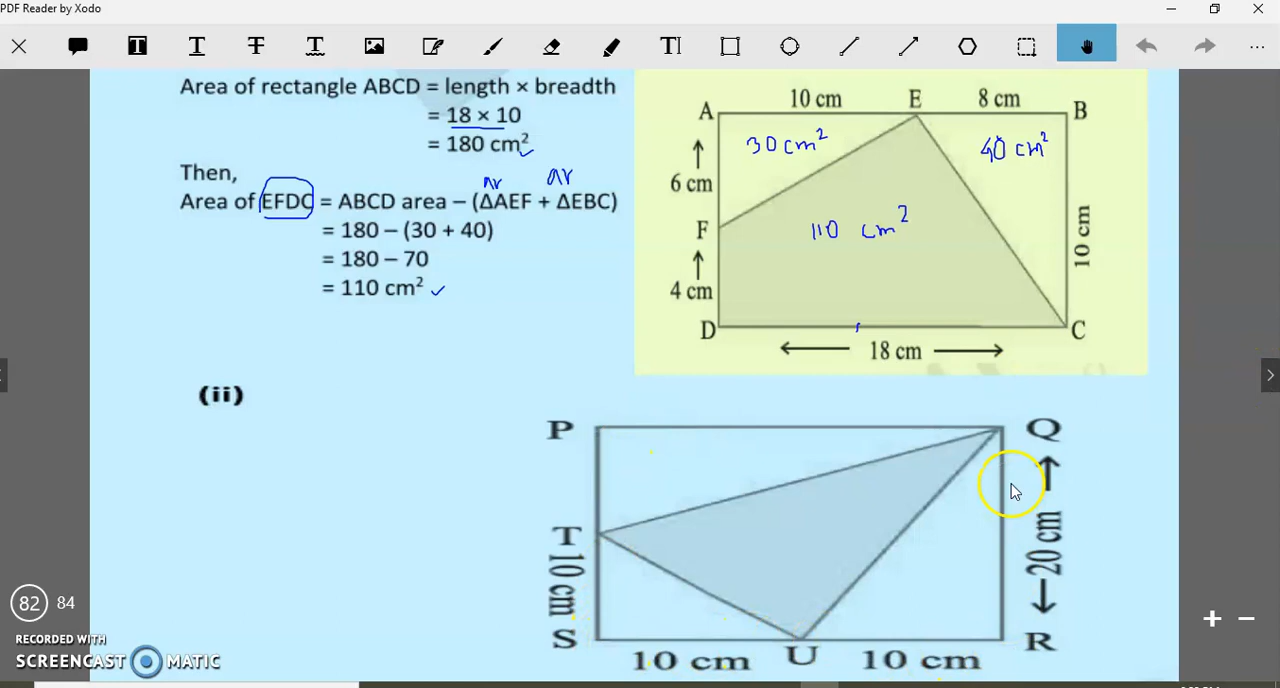 PDF Reader by Xodo
Area of rectangle ABCD = length × breadth
= 18 × 10
= 180 cm²
Then,
ar ar
Area of EFDC = ABCD area − (ΔAEF + ΔEBC)
= 180 − (30 + 40)
= 180 − 70
= 110 cm²
A 10 cm E 8 cm B
30 cm² 40 cm²
6 cm
F 110 cm² 10 cm
4 cm
D C
18 cm
(ii)
P Q
T
10 cm 20 cm
S R
10 cm U 10 cm
82 84
RECORDED WITH
SCREENCAST MATIC